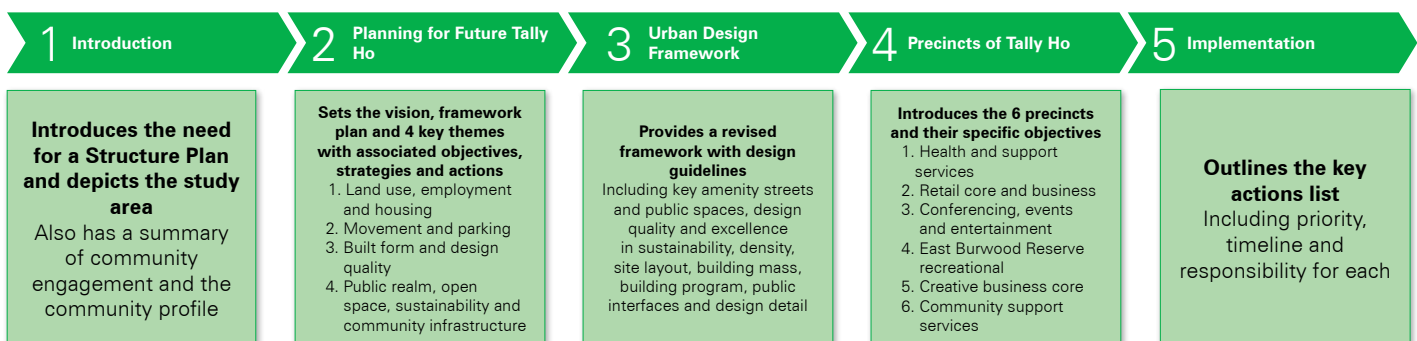 1 Introduction
2 Planning for Future Tally
Ho
3 Urban Design
Framework
4 Precincts of Tally Ho
5 Implementation
Introduces the need
for a Structure Plan
and depicts the study
area
Also has a summary
of community
engagement and the
community profile
Sets the vision, framework
plan and 4 key themes
with associated objectives,
strategies and actions
1. Land use, employment
and housing
2. Movement and parking
3. Built form and design
quality
4. Public realm, open
space, sustainability and
community infrastructure
Provides a revised
framework with design
guidelines
Including key amenity streets
and public spaces, design
quality and excellence
in sustainability, density,
site layout, building mass,
building program, public
interfaces and design detail
Introduces the 6 precincts
and their specific objectives
1. Health and support
services
2. Retail core and business
3. Conferencing, events
and entertainment
4. East Burwood Reserve
recreational
5. Creative business core
6. Community support
services
Outlines the key
actions list
Including priority,
timeline and
responsibility for each